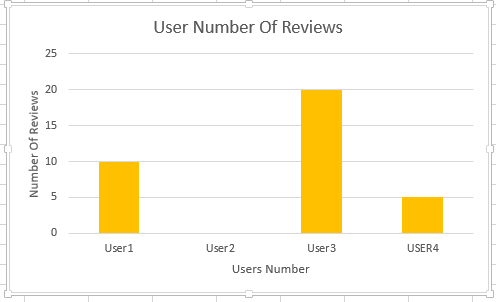 User Number Of Reviews
25
20
15
10
5
0
Number Of Reviews
User1 User2 User3 USER4
Users Number